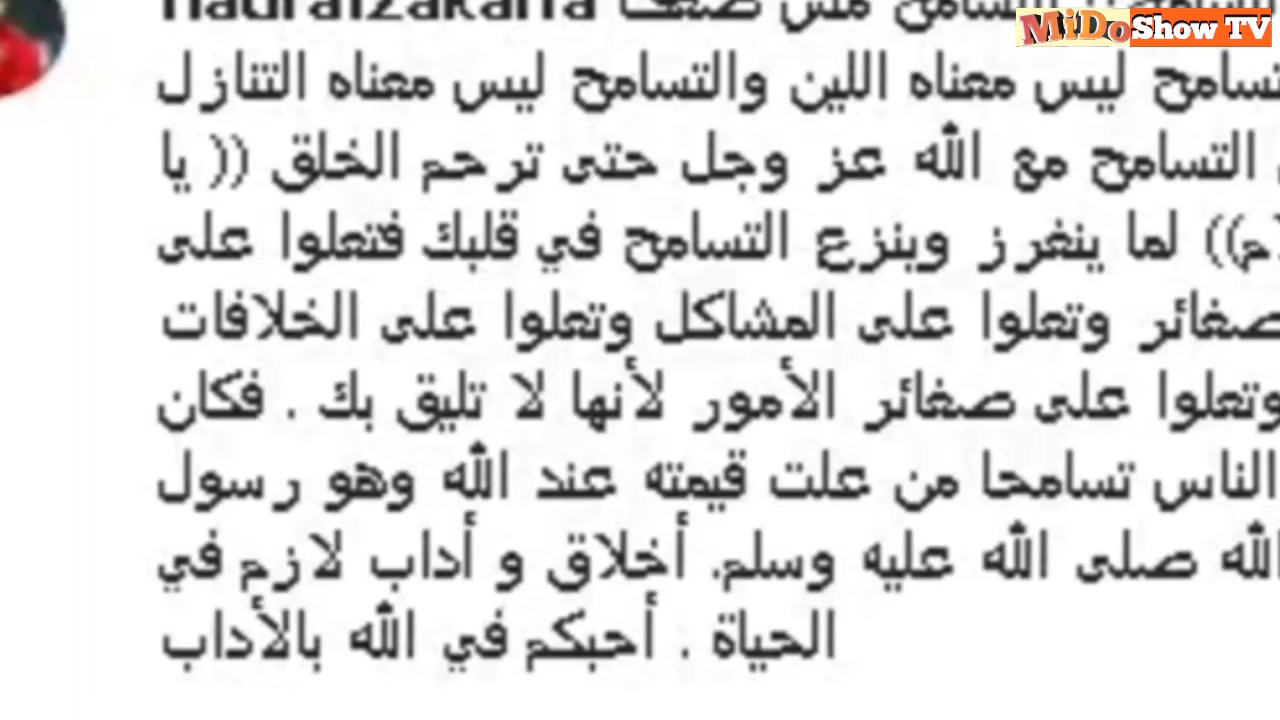 MiDoShow TV
التسامح ليس معناه اللين والتسامح ليس معناه التنازل
التسامح مع الله عز وجل حتى ترحم الخلق (( يا
)) لما ينغرز وينزع التسامح في قلبك فتعلوا على
صغائر وتعلوا على المشاكل وتعلوا على الخلافات
وتعلوا على صغائر الأمور لأنها لا تليق بك . فكان
الناس تسامحا من علت قيمته عند الله وهو رسول
الله صلى الله عليه وسلم. أخلاق و أداب لازم في
الحياة . أحبكم في الله بالأداب